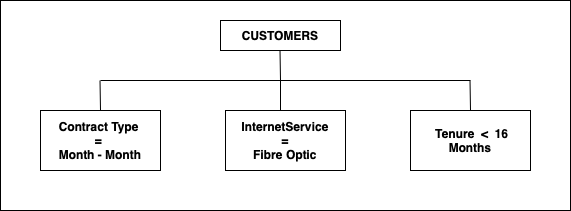 CUSTOMERS
Contract Type
=
Month - Month
InternetService
=
Fibre Optic
Tenure < 16
Months